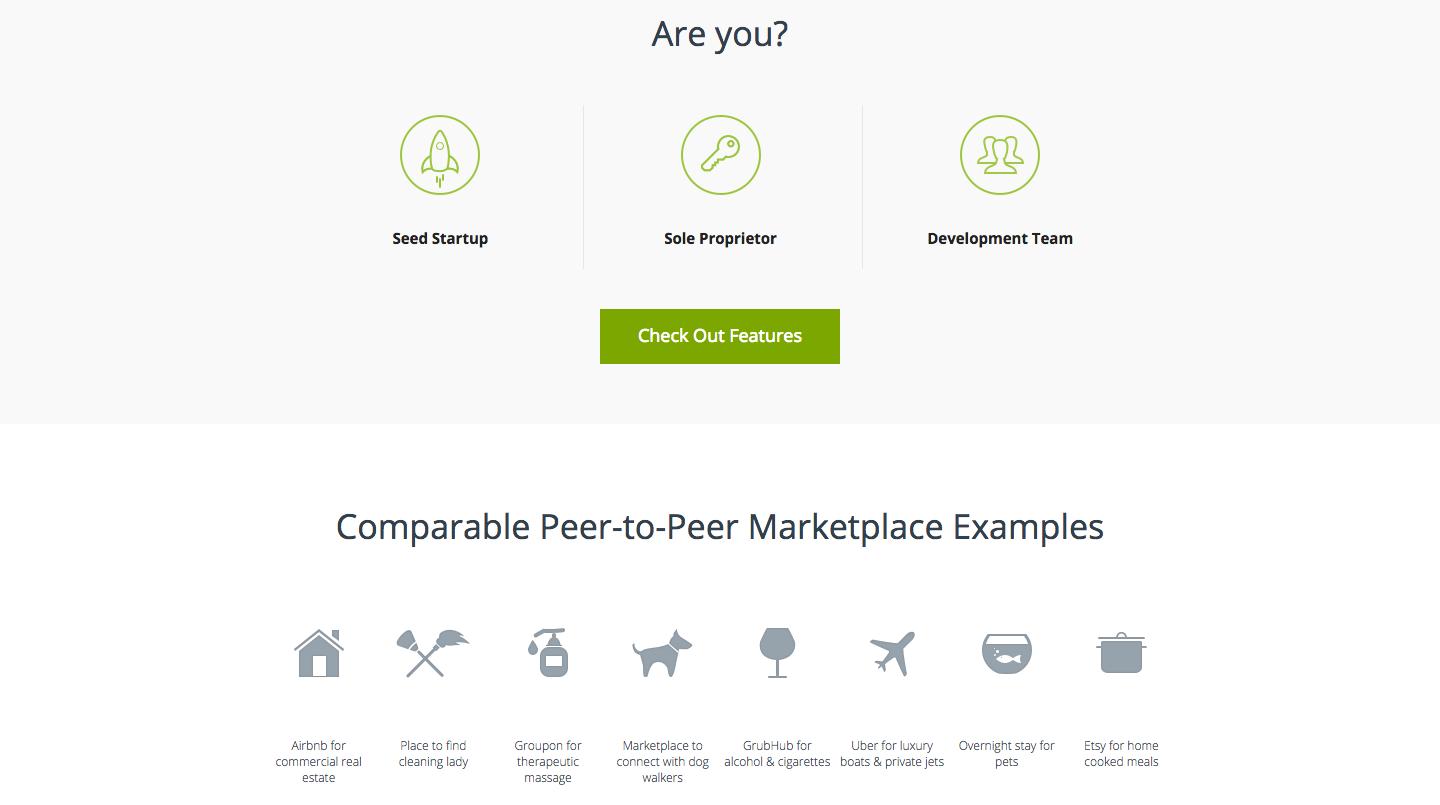 Are you?
Seed Startup
Sole Proprietor
Development Team
Check Out Features
Comparable Peer-to-Peer Marketplace Examples
Airbnb for
commercial real
estate
Place to find
cleaning lady
Groupon for
therapeutic
massage
Marketplace to
connect with dog
walkers
GrubHub for
alcohol & cigarettes
Uber for luxury
boats & private jets
Overnight stay for
pets
Etsy for home
cooked meals